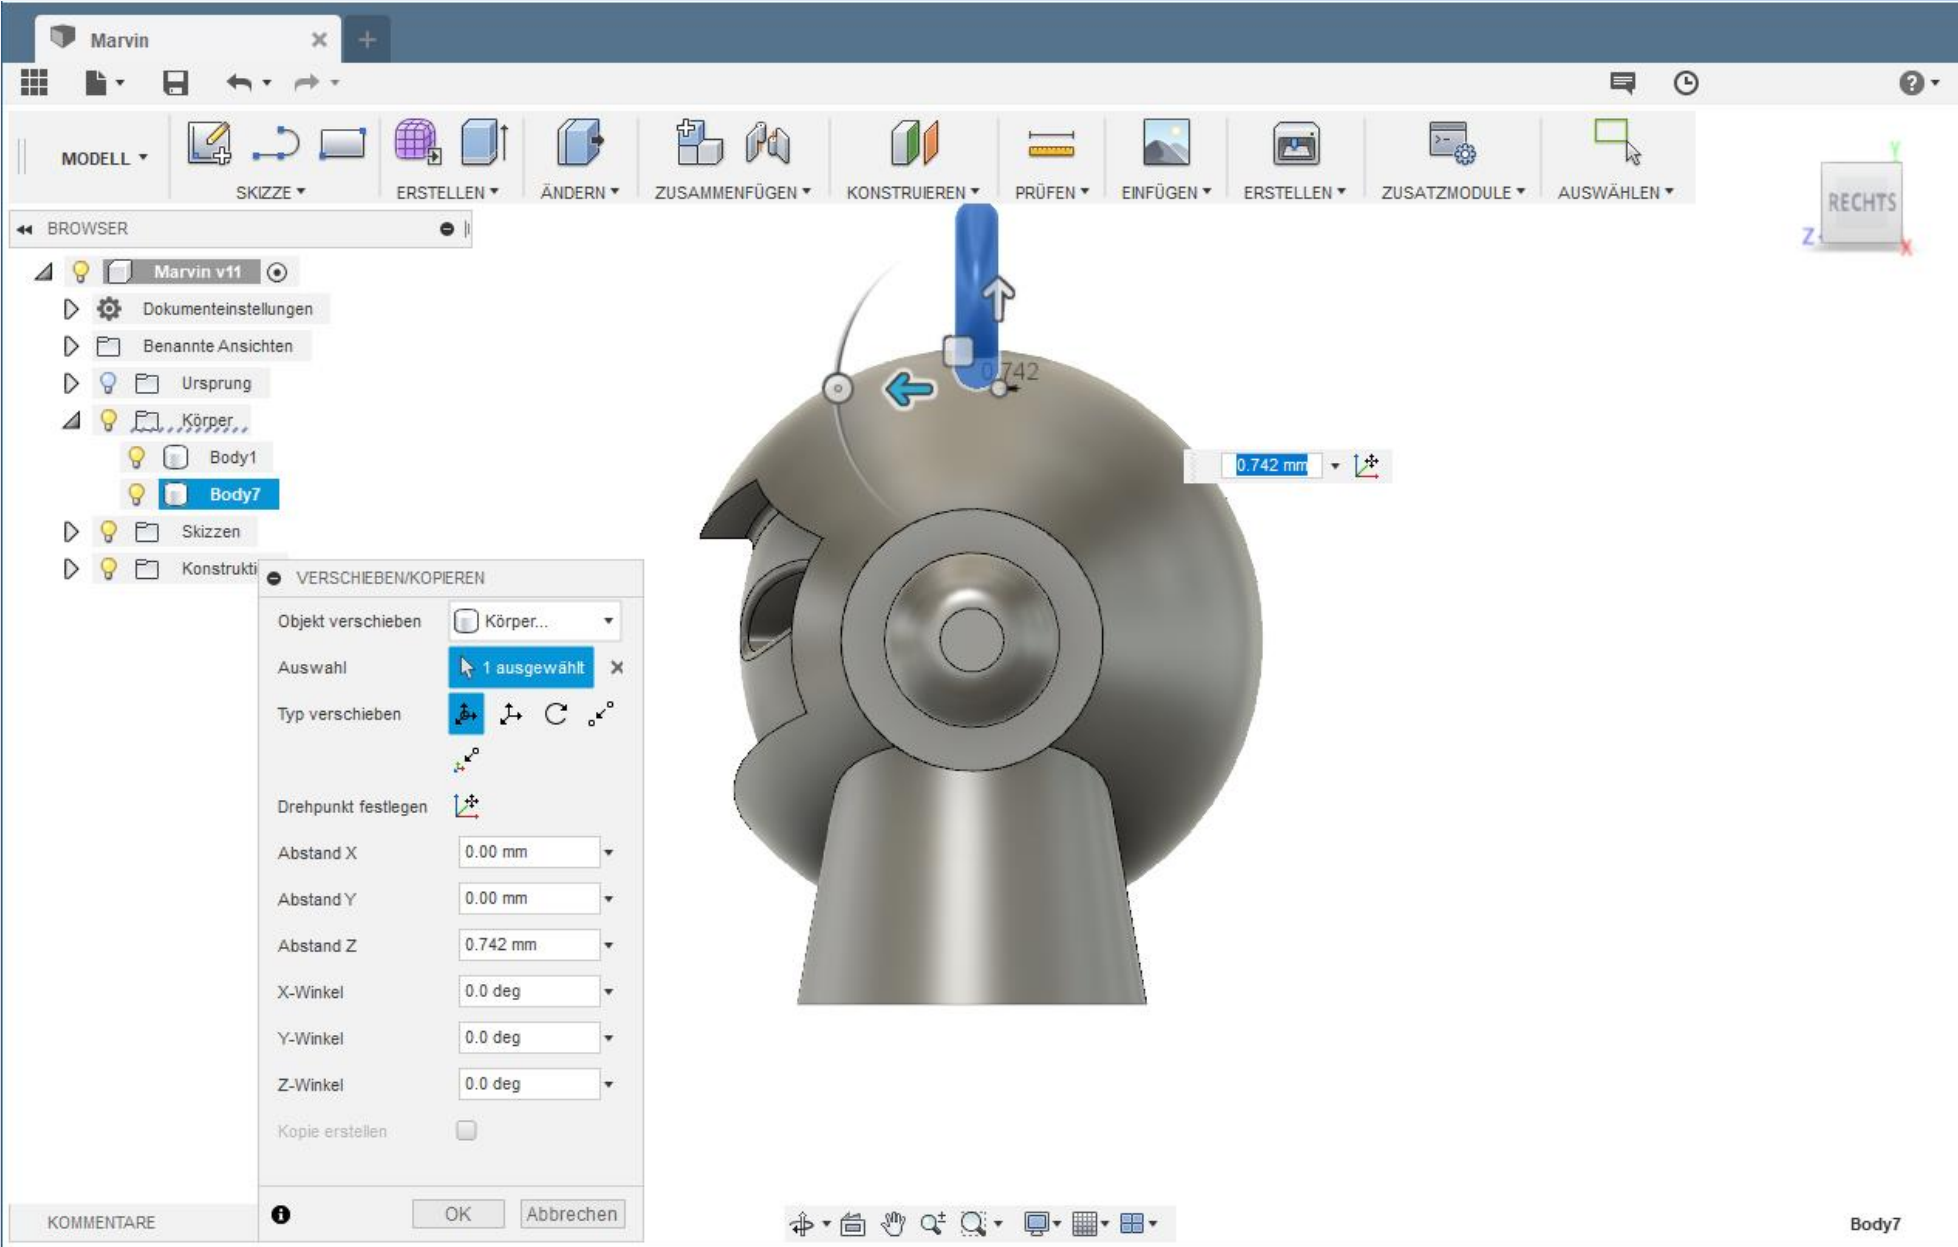 Marvin
MODELL
SKIZZE
ERSTELLEN
ÄNDERN
ZUSAMMENFÜGEN
KONSTRUIEREN
PRÜFEN
EINFÜGEN
ERSTELLEN
ZUSATZMODULE
AUSWÄHLEN
Y
RECHTS
Z
X
BROWSER
Marvin v11
Dokumenteinstellungen
Benannte Ansichten
Ursprung
Körper
Body1
Body7
Skizzen
Konstrukti
0.742
0.742 mm
VERSCHIEBEN/KOPIEREN
Objekt verschieben Körper...
Auswahl 1 ausgewählt
Typ verschieben
Drehpunkt festlegen
Abstand X 0.00 mm
Abstand Y 0.00 mm
Abstand Z 0.742 mm
X-Winkel 0.0 deg
Y-Winkel 0.0 deg
Z-Winkel 0.0 deg
Kopie erstellen
OK Abbrechen
KOMMENTARE
Body7